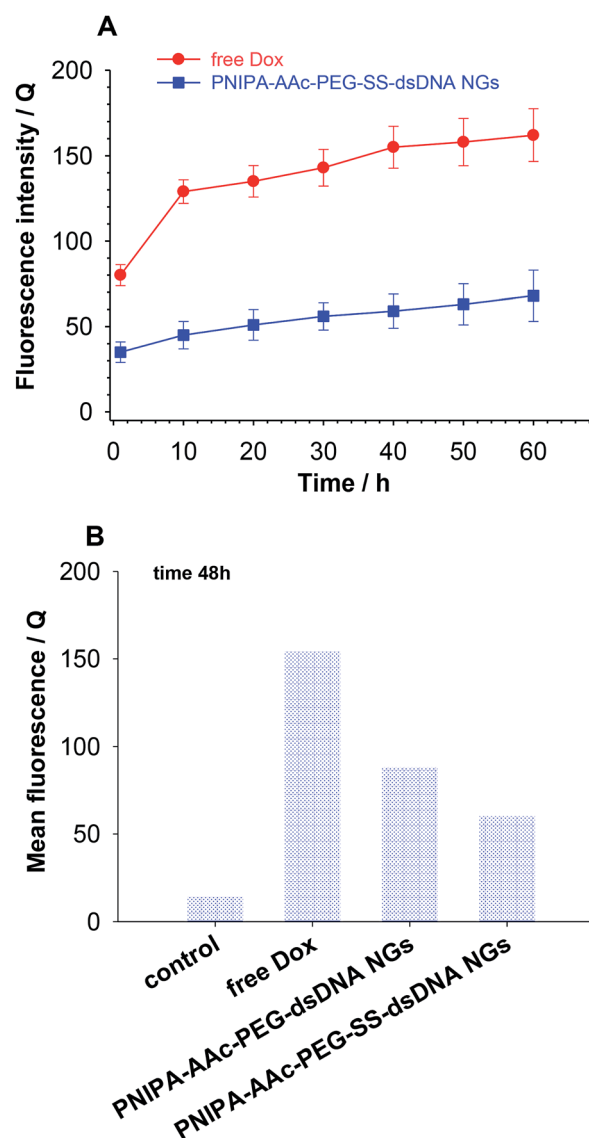 A
free Dox
PNIPA-AAc-PEG-SS-dsDNA NGs
Fluorescence intensity / Q
200
150
100
50
0
0 10 20 30 40 50 60
Time / h
B
time 48h
Mean fluorescence / Q
200
150
100
50
0
control
free Dox
PNIPA-AAc-PEG-dsDNA NGs
PNIPA-AAc-PEG-SS-dsDNA NGs